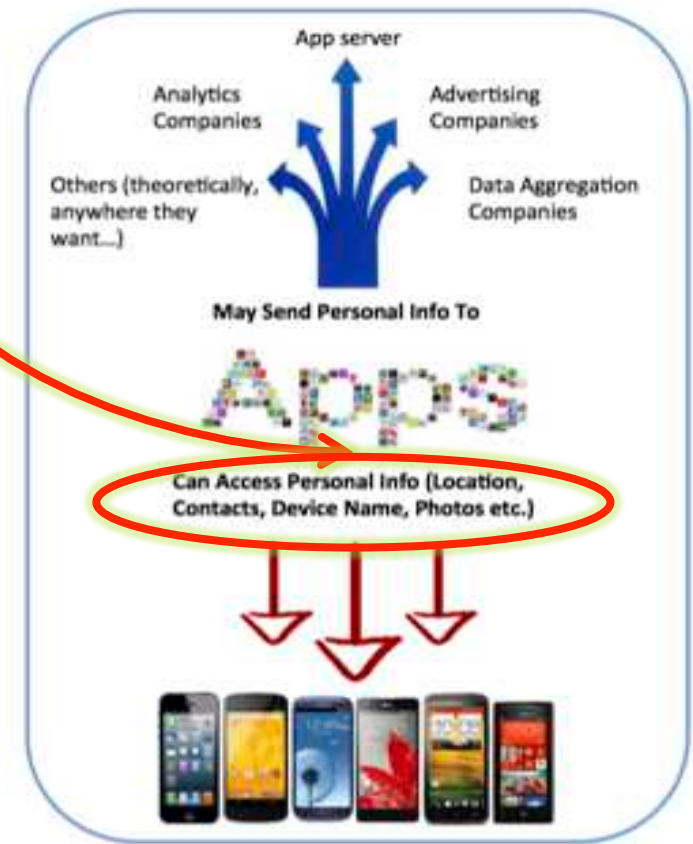 App server
Analytics
Companies
Advertising
Companies
Others (theoretically,
anywhere they
want...)
Data Aggregation
Companies
May Send Personal Info To
Apps
Can Access Personal Info (Location,
Contacts, Device Name, Photos etc.)